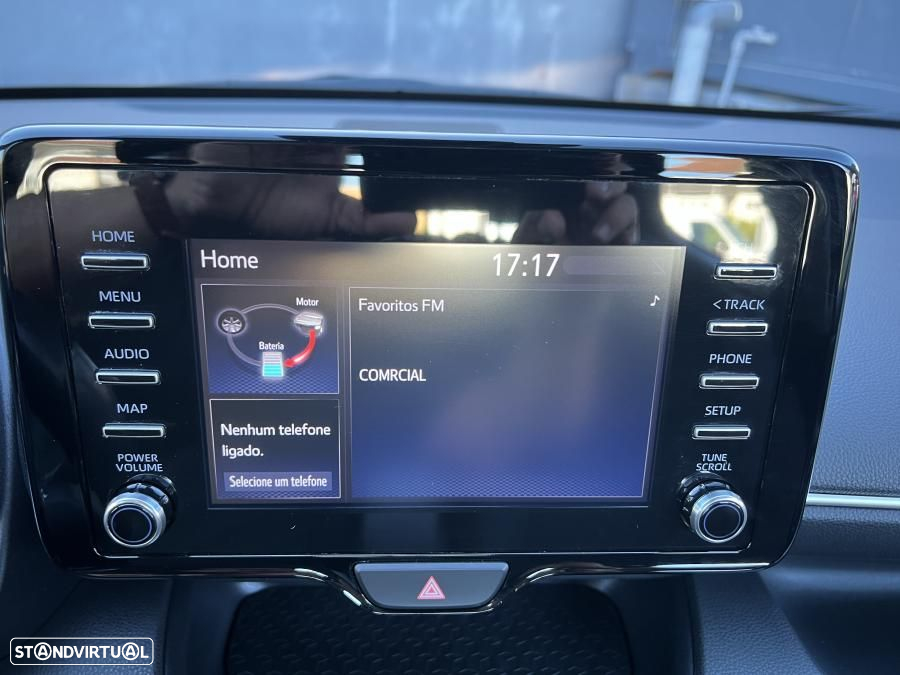 HOME
MENU
AUDIO
MAP
POWER
VOLUME
Home
17:17
Motor
Bateria
Nenhum telefone
ligado.
Selecione um telefone
Favoritos FM
COMRCIAL
< TRACK
PHONE
SETUP
TUNE
SCROLL
STANDVIRTUAL